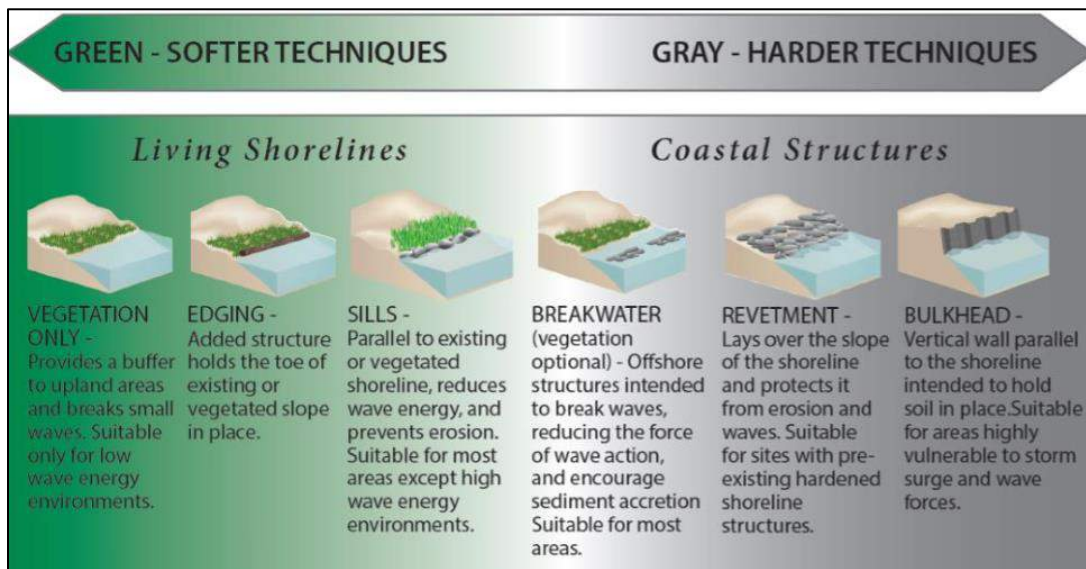 GREEN - SOFTER TECHNIQUES
GRAY - HARDER TECHNIQUES
Living Shorelines
Coastal Structures
VEGETATION
ONLY -
Provides a buffer
to upland areas
and breaks small
waves. Suitable
only for low
wave energy
environments.
EDGING -
Added structure
holds the toe of
existing or
vegetated slope
in place.
SILLS -
Parallel to existing
or vegetated
shoreline, reduces
wave energy, and
prevents erosion.
Suitable for most
areas except high
wave energy
environments.
BREAKWATER
(vegetation
optional) - Offshore
structures intended
to break waves,
reducing the force
of wave action,
and encourage
sediment accretion
Suitable for most
areas.
REVETMENT -
Lays over the slope
of the shoreline
and protects it
from erosion and
waves. Suitable
for sites with pre-
existing hardened
shoreline
structures.
BULKHEAD -
Vertical wall parallel
to the shoreline
intended to hold
soil in place.Suitable
for areas highly
vulnerable to storm
surge and wave
forces.